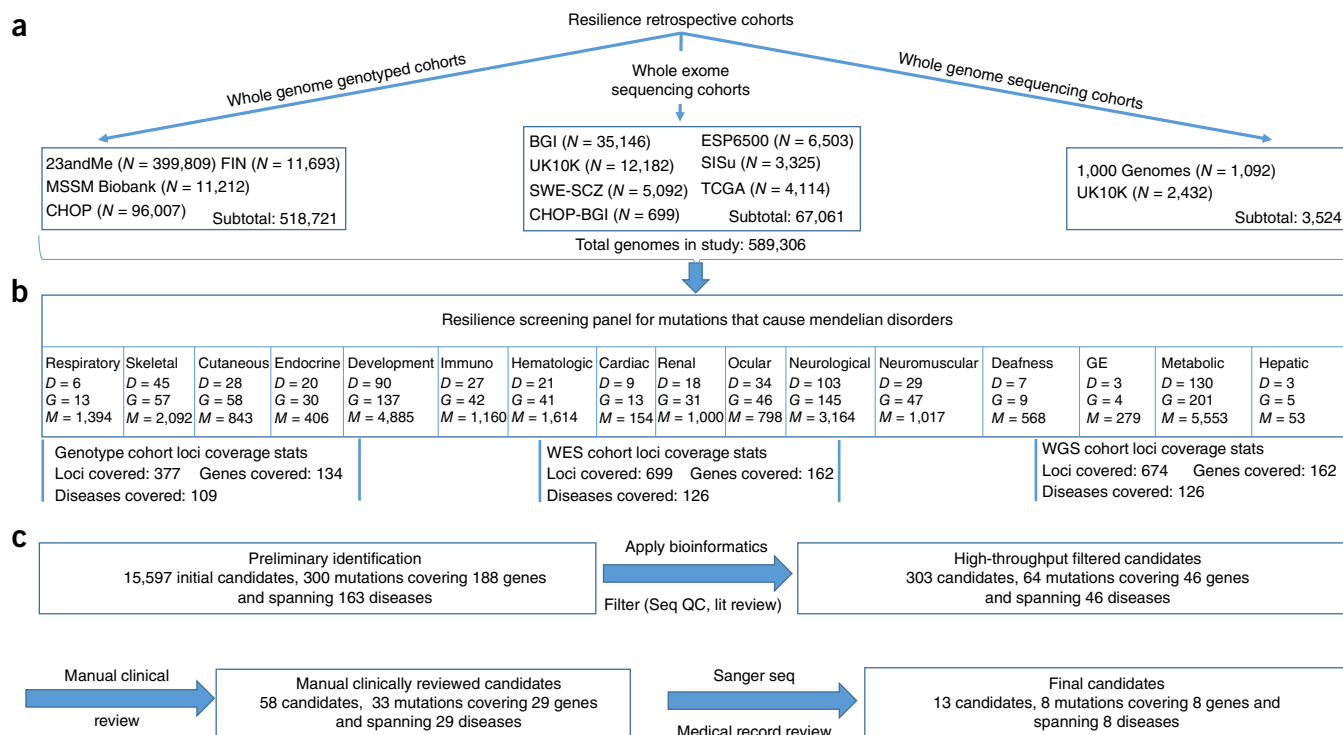 a
Resilience retrospective cohorts
Whole genome genotyped cohorts
Whole exome
sequencing cohorts
Whole genome sequencing cohorts
23andMe (N = 399,809) FIN (N = 11,693)
MSSM Biobank (N = 11,212)
CHOP (N = 96,007) Subtotal: 518,721
BGI (N = 35,146) ESP6500 (N = 6,503)
UK10K (N = 12,182) SISu (N = 3,325)
SWE-SCZ (N = 5,092) TCGA (N = 4,114)
CHOP-BGI (N = 699) Subtotal: 67,061
1,000 Genomes (N = 1,092)
UK10K (N = 2,432)
Subtotal: 3,524
Total genomes in study: 589,306
b
Resilience screening panel for mutations that cause mendelian disorders
Respiratory Skeletal Cutaneous Endocrine Development Immuno Hematologic Cardiac Renal Ocular Neurological Neuromuscular Deafness GE Metabolic Hepatic
D = 6 D = 45 D = 28 D = 20 D = 90 D = 27 D = 21 D = 9 D = 18 D = 34 D = 103 D = 29 D = 7 D = 3 D = 130 D = 3
G = 13 G = 57 G = 58 G = 30 G = 137 G = 42 G = 41 G = 13 G = 31 G = 46 G = 145 G = 47 G = 9 G = 4 G = 201 G = 5
M = 1,394 M = 2,092 M = 843 M = 406 M = 4,885 M = 1,160 M = 1,614 M = 154 M = 1,000 M = 798 M = 3,164 M = 1,017 M = 568 M = 279 M = 5,553 M = 53
Genotype cohort loci coverage stats
Loci covered: 377 Genes covered: 134
Diseases covered: 109
WES cohort loci coverage stats
Loci covered: 699 Genes covered: 162
Diseases covered: 126
WGS cohort loci coverage stats
Loci covered: 674 Genes covered: 162
Diseases covered: 126
c
Preliminary identification
15,597 initial candidates, 300 mutations covering 188 genes
and spanning 163 diseases
Apply bioinformatics
Filter (Seq QC, lit review)
High-throughput filtered candidates
303 candidates, 64 mutations covering 46 genes
and spanning 46 diseases
Manual clinical
review
Manual clinically reviewed candidates
58 candidates, 33 mutations covering 29 genes
and spanning 29 diseases
Sanger seq
Medical record review
Final candidates
13 candidates, 8 mutations covering 8 genes and
spanning 8 diseases